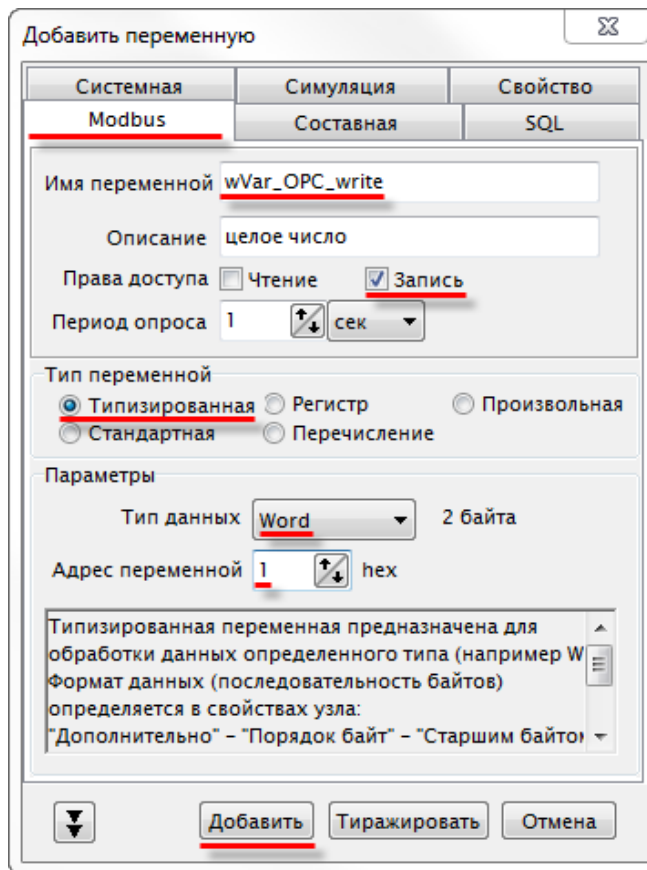 Добавить переменную
Системная Симуляция Свойство
Modbus Составная SQL
Имя переменной wVar_OPC_write
Описание целое число
Права доступа Чтение Запись
Период опроса 1 сек
Тип переменной
Типизированная Регистр Произвольная
Стандартная Перечисление
Параметры
Тип данных Word 2 байта
Адрес переменной 1 hex
Типизированная переменная предназначена для
обработки данных определенного типа (например W
Формат данных (последовательность байтов)
определяется в свойствах узла:
"Дополнительно" – "Порядок байт" – "Старшим байтом
Добавить Тиражировать Отмена